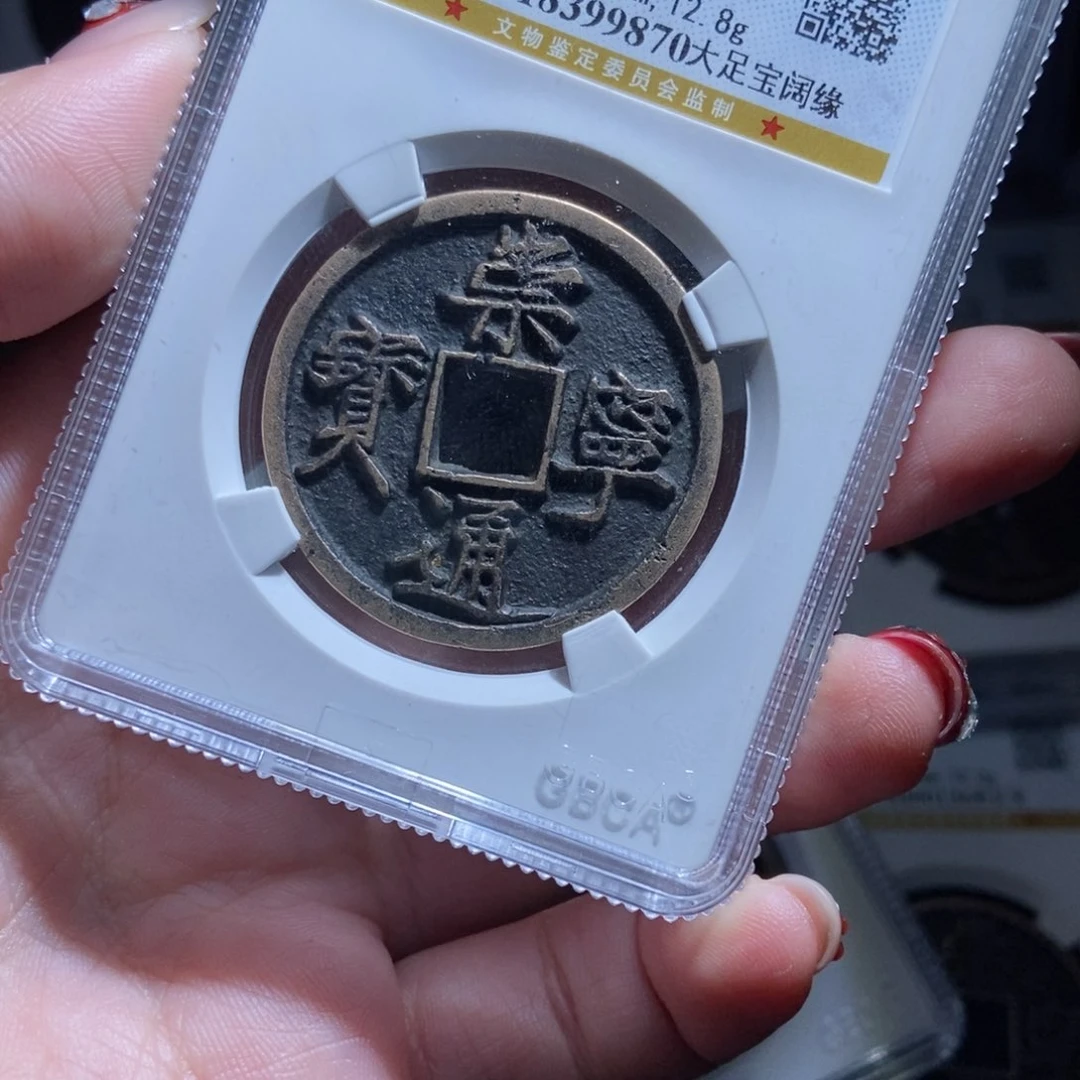 12.8g
18399870大足宝阔缘
文物鉴定委员会监制
崇
寶 寧
通
GBCA